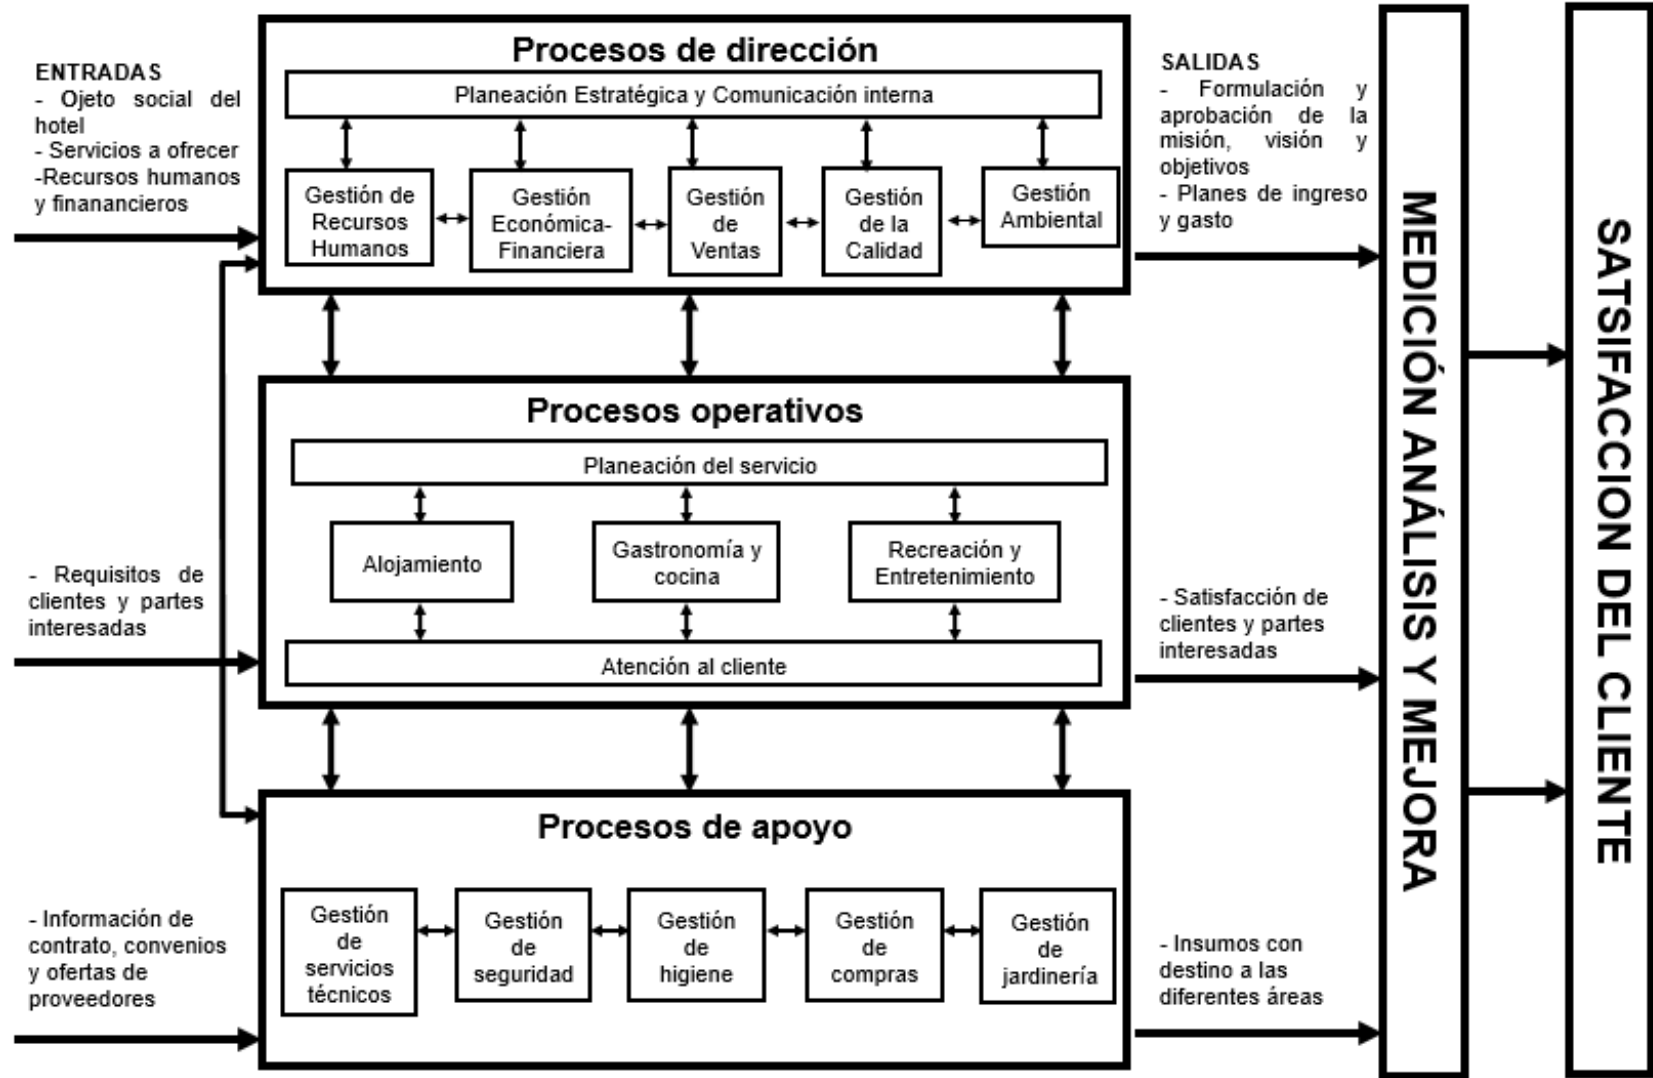 ENTRADAS
- Ojeto social del
hotel
- Servicios a ofrecer
-Recursos humanos
y finanancieros
Procesos de dirección
Planeación Estratégica y Comunicación interna
Gestión de
Recursos
Humanos
Gestión
Económica-
Financiera
Gestión
de
Ventas
Gestión
de la
Calidad
Gestión
Ambiental
SALIDAS
- Formulación y
aprobación de la
misión, visión y
objetivos
- Planes de ingreso
y gasto
- Requisitos de
clientes y partes
interesadas
Procesos operativos
Planeación del servicio
Alojamiento
Gastronomía y
cocina
Recreación y
Entretenimiento
Atención al cliente
- Satisfacción de
clientes y partes
interesadas
- Información de
contrato, convenios
y ofertas de
proveedores
Procesos de apoyo
Gestión
de
servicios
técnicos
Gestión
de
seguridad
Gestión
de
higiene
Gestión
de
compras
Gestión
de
jardinería
- Insumos con
destino a las
diferentes áreas
MEDICIÓN ANÁLISIS Y MEJORA
SATSIFACCION DEL CLIENTE